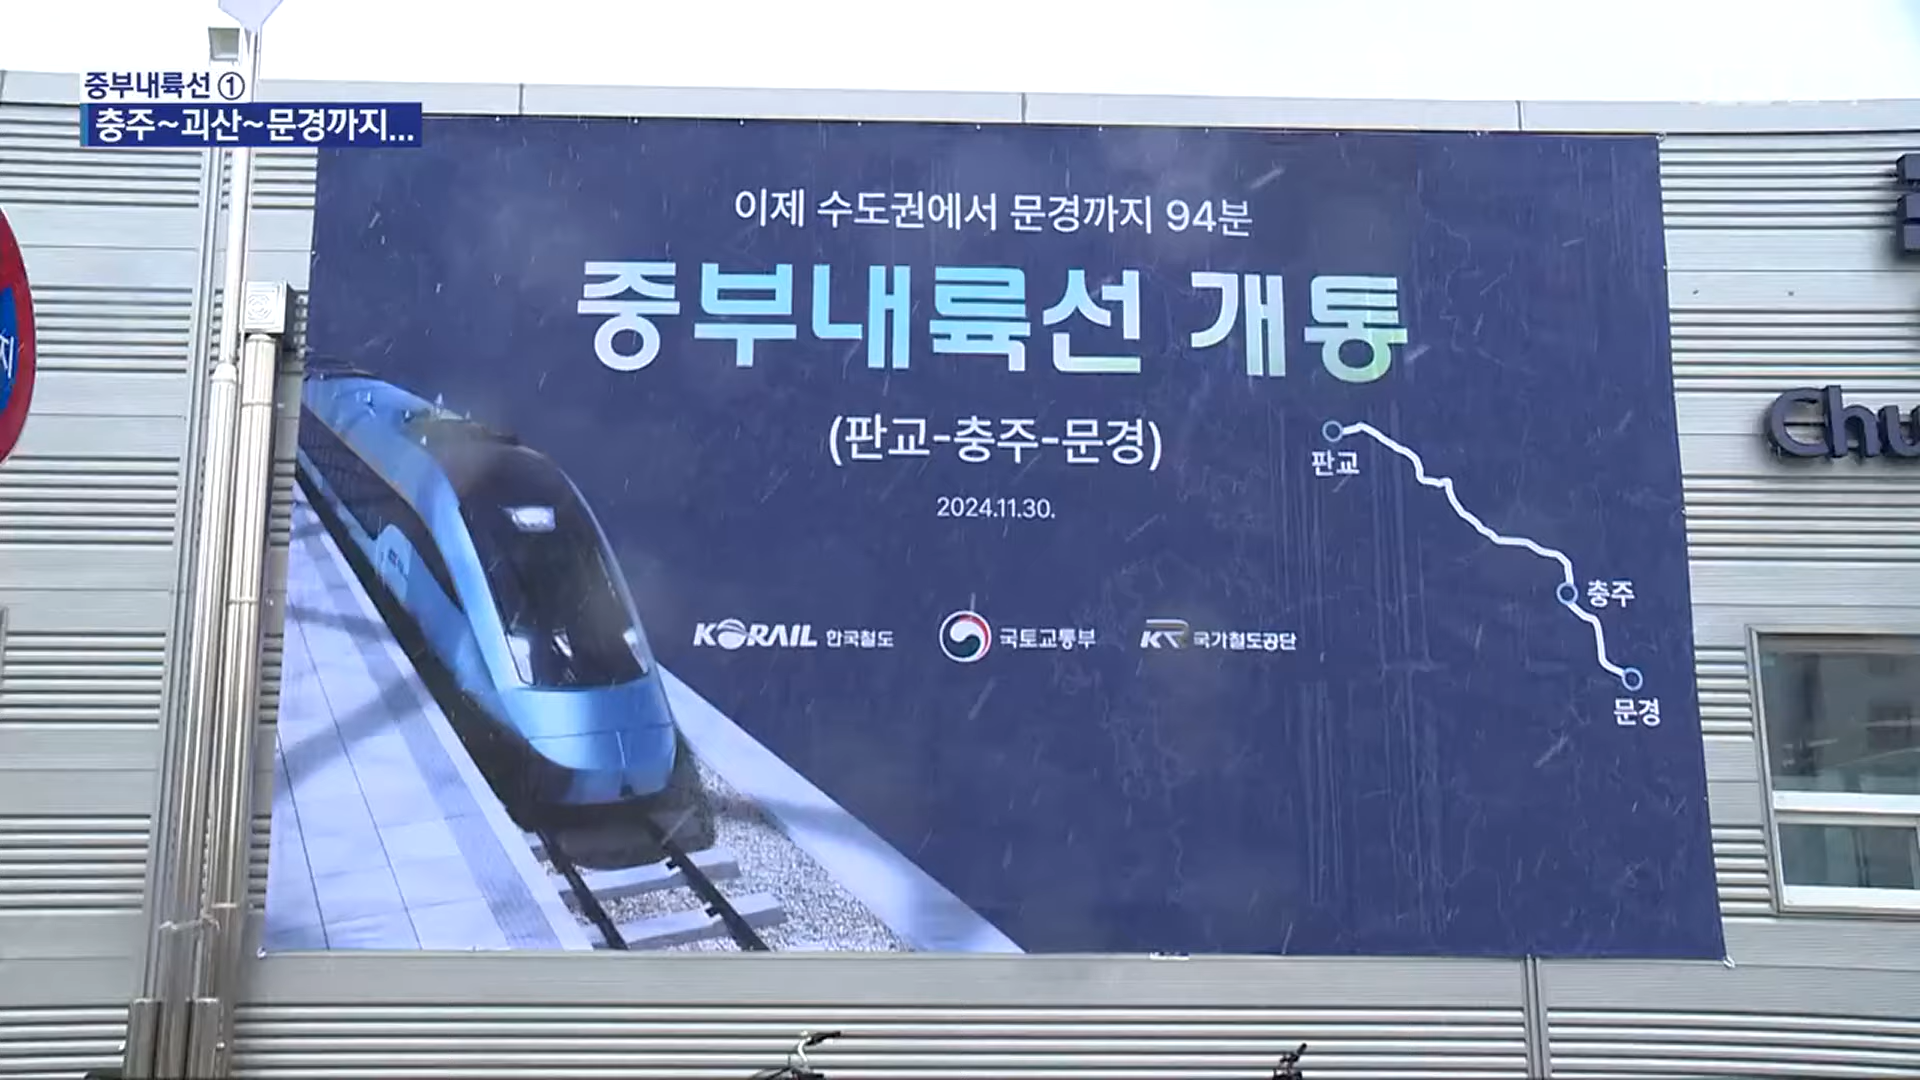 중부내륙선 ①
충주~괴산~문경까지...
이제 수도권에서 문경까지 94분
중부내륙선 개통
(판교-충주-문경)
2024.11.30.
판교
충주
문경
KORAIL 한국철도
국토교통부
KR 국가철도공단
Chu
지